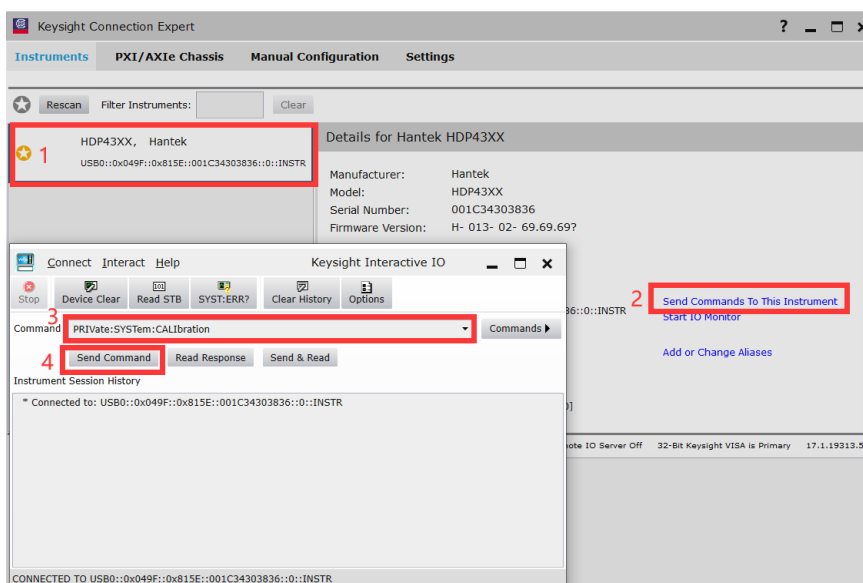 Keysight Connection Expert
?
Instruments PXI/AXIe Chassis Manual Configuration Settings
Rescan Filter Instruments: Clear
1
HDP43XX, Hantek
USB0::0x049F::0x815E::001C34303836::0::INSTR
Details for Hantek HDP43XX
Manufacturer: Hantek
Model: HDP43XX
Serial Number: 001C34303836
Firmware Version: H- 013- 02- 69.69.69?
36::0::INSTR
2
Send Commands To This Instrument
Start IO Monitor
Add or Change Aliases
0]
mote IO Server Off 32-Bit Keysight VISA is Primary 17.1.19313.5
Connect Interact Help Keysight Interactive IO
Stop Device Clear Read STB SYST:ERR? Clear History Options
3
Command PRIVate:SYSTem:CALIbration Commands
4
Send Command Read Response Send & Read
Instrument Session History
* Connected to: USB0::0x049F::0x815E::001C34303836::0::INSTR
CONNECTED TO USB0::0x049F::0x815E::001C34303836::0::INSTR